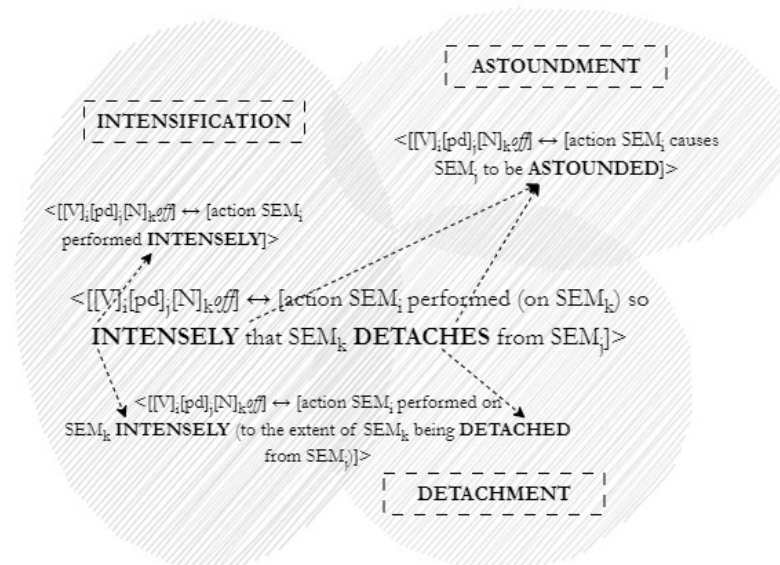 ASTOUNDMENT
INTENSIFICATION
<[[V]ᵢ[pd]ⱼ[N]ₖoff] ↔ [action SEMᵢ causes
SEMⱼ to be ASTOUNDED]>
<[[V]ᵢ[pd]ⱼ[N]ₖoff] ↔ [action SEMᵢ
performed INTENSELY]>
<[[V]ᵢ[pd]ⱼ[N]ₖoff] ↔ [action SEMᵢ performed (on SEMₖ) so
INTENSELY that SEMₖ DETACHES from SEMⱼ]>
<[[V]ᵢ[pd]ⱼ[N]ₖoff] ↔ [action SEMᵢ performed on
SEMₖ INTENSELY (to the extent of SEMₖ being DETACHED
from SEMⱼ)]>
DETACHMENT